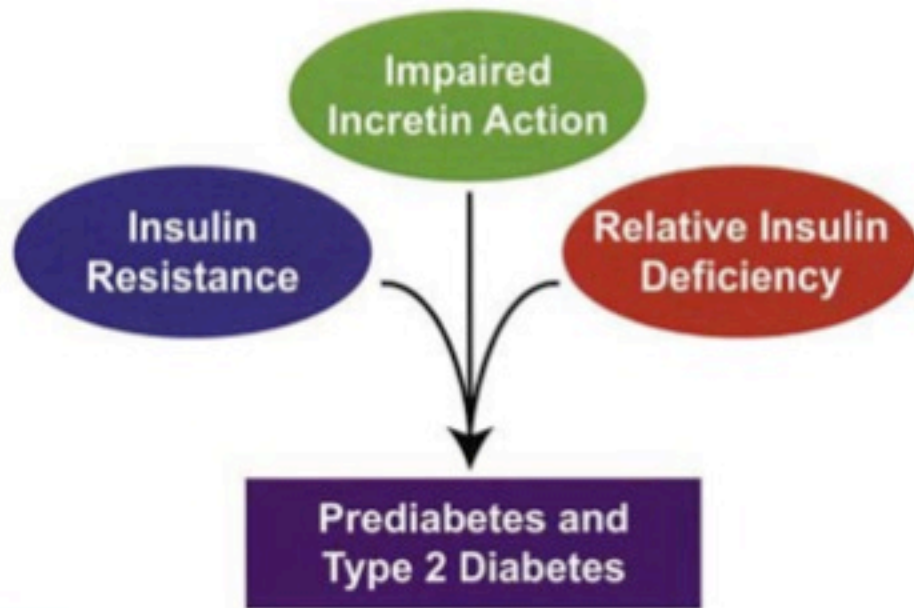 Impaired
Incretin Action
Insulin
Resistance
Relative Insulin
Deficiency
Prediabetes and
Type 2 Diabetes